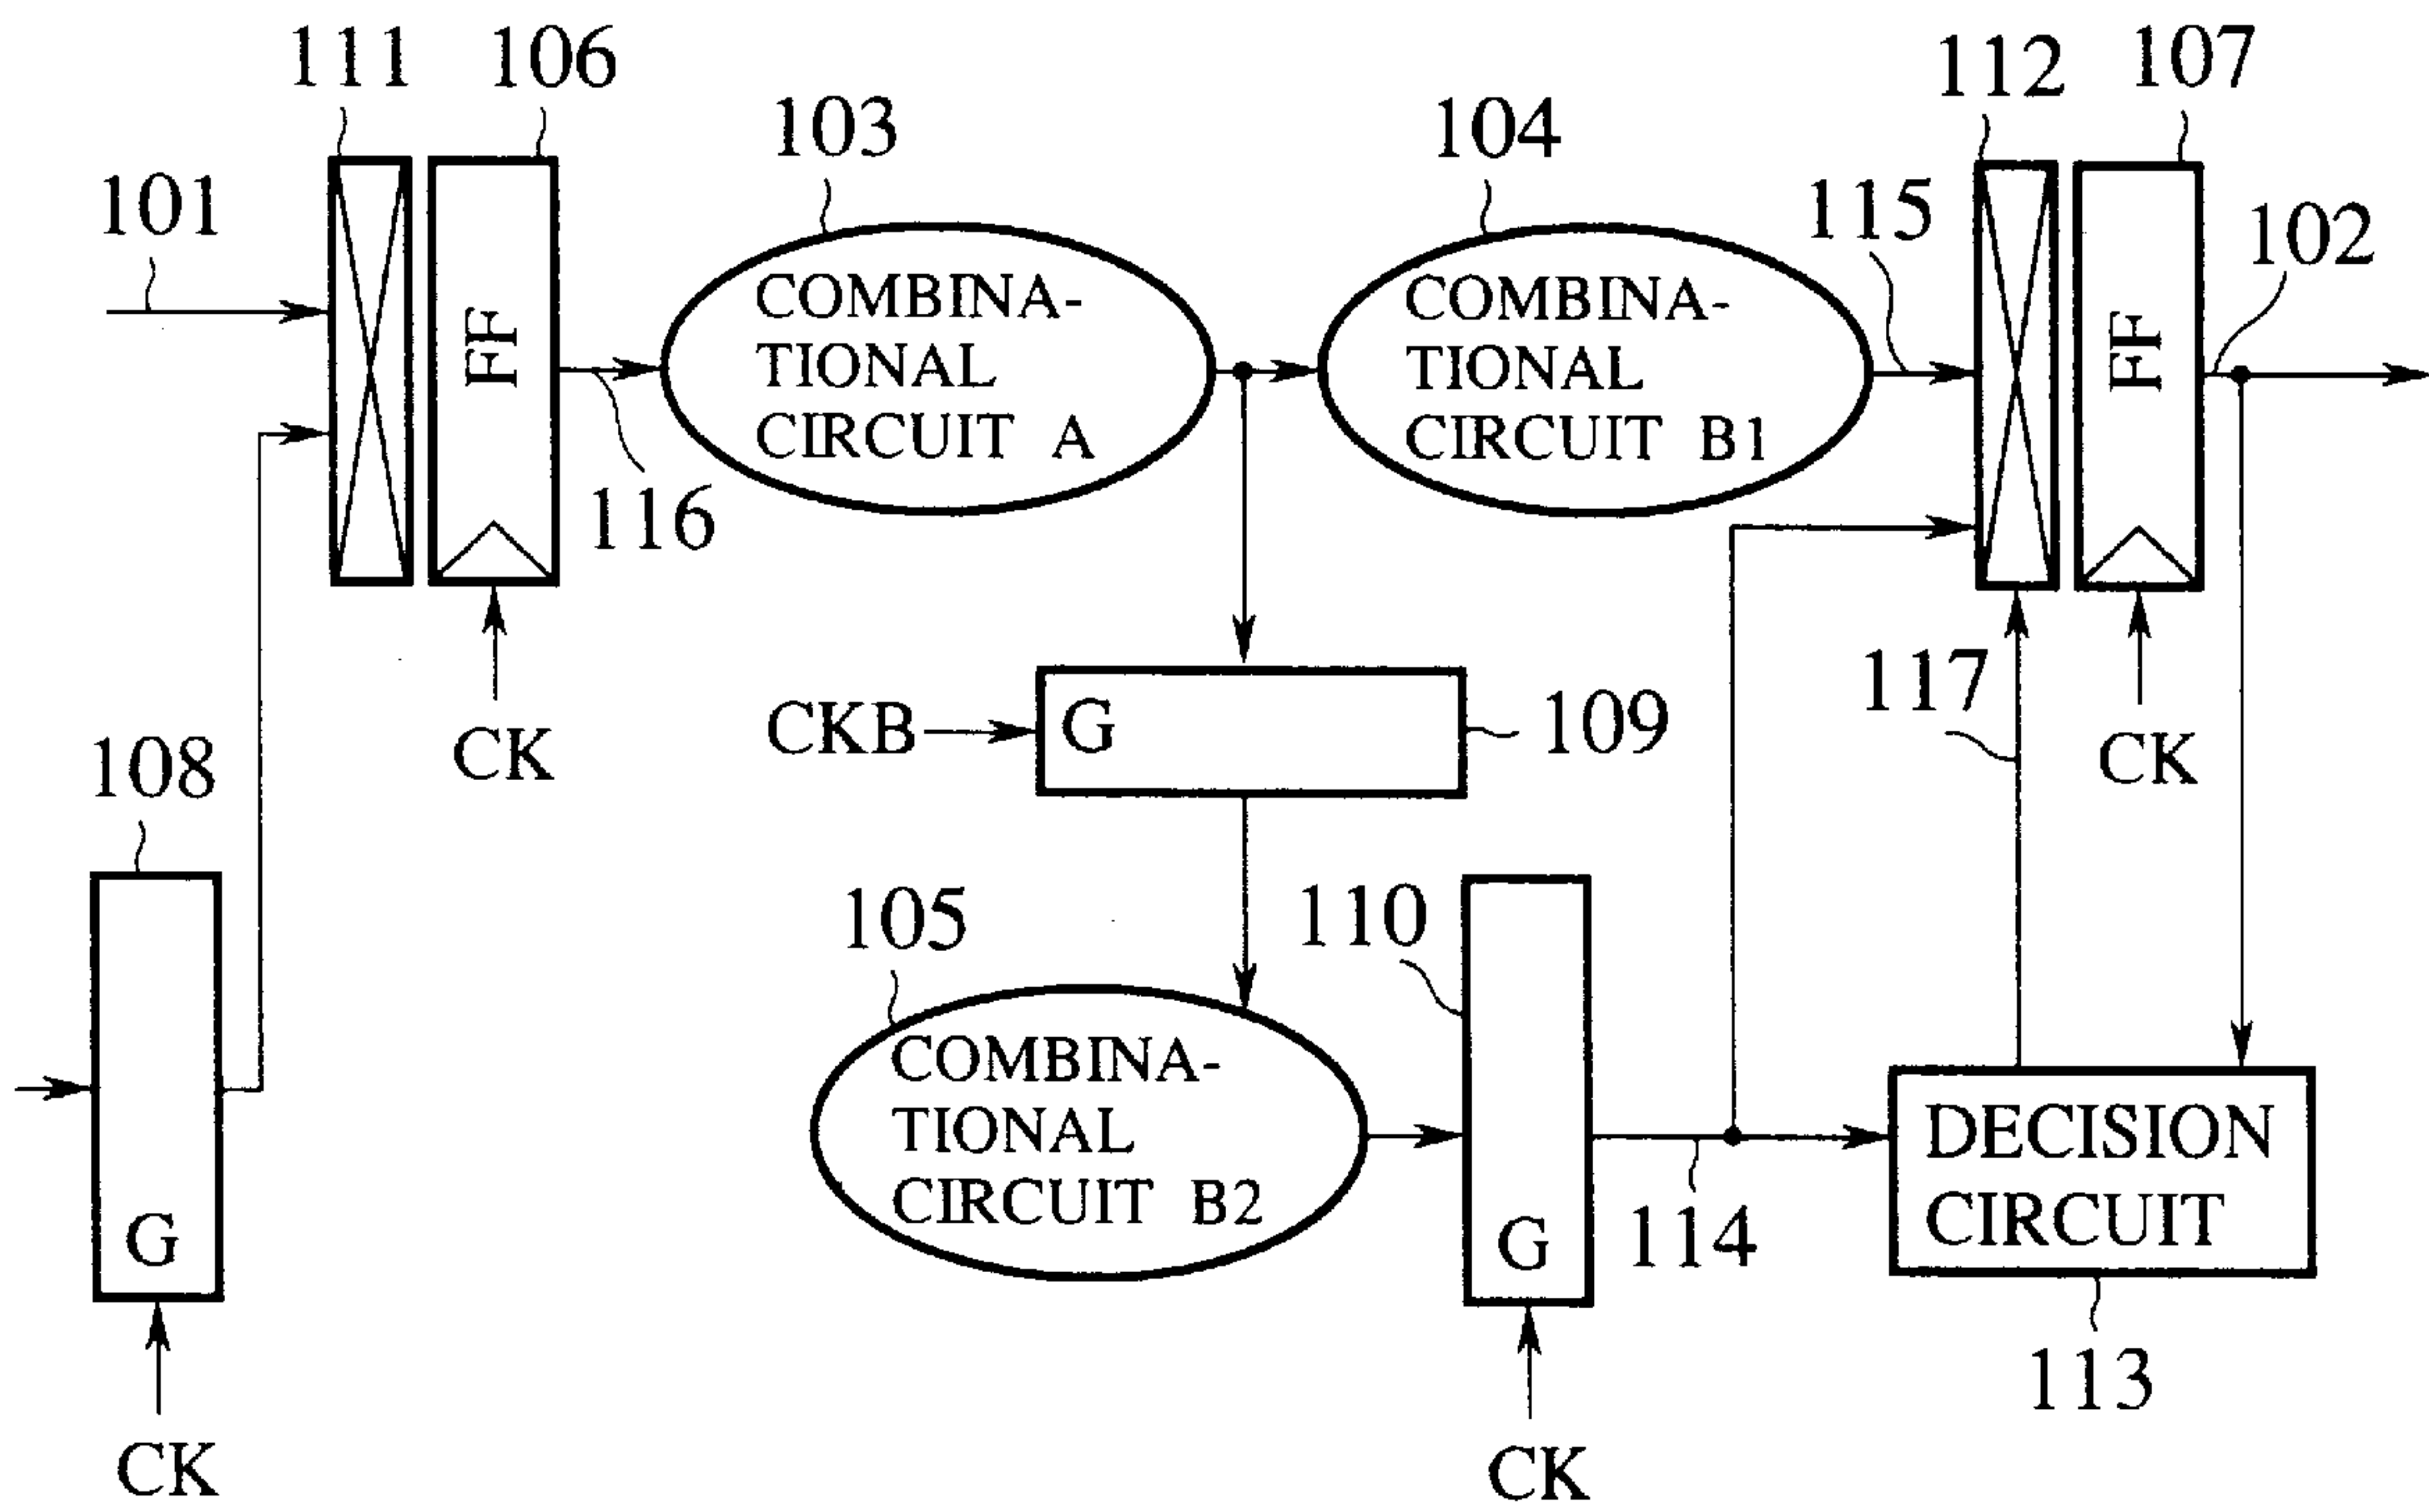 111
106
112
107
103
104
101
115
102
COMBINA-
TIONAL
CIRCUIT A
COMBINA-
TIONAL
CIRCUIT B1
FF
FF
116
117
CK
CKB
G
109
CK
108
105
110
COMBINA-
TIONAL
CIRCUIT B2
DECISION
CIRCUIT
G
G
114
113
CK
CK